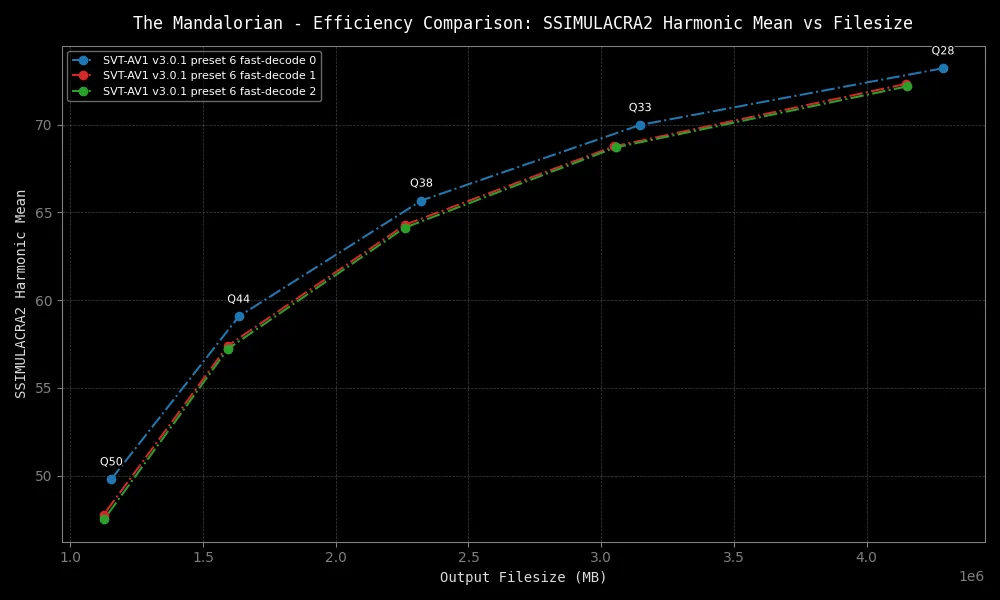 The Mandalorian - Efficiency Comparison: SSIMULACRA2 Harmonic Mean vs Filesize
SVT-AV1 v3.0.1 preset 6 fast-decode 0
SVT-AV1 v3.0.1 preset 6 fast-decode 1
SVT-AV1 v3.0.1 preset 6 fast-decode 2
Q28
Q33
Q38
Q44
Q50
SSIMULACRA2 Harmonic Mean
70
65
60
55
50
1.0 1.5 2.0 2.5 3.0 3.5 4.0
1e6
Output Filesize (MB)